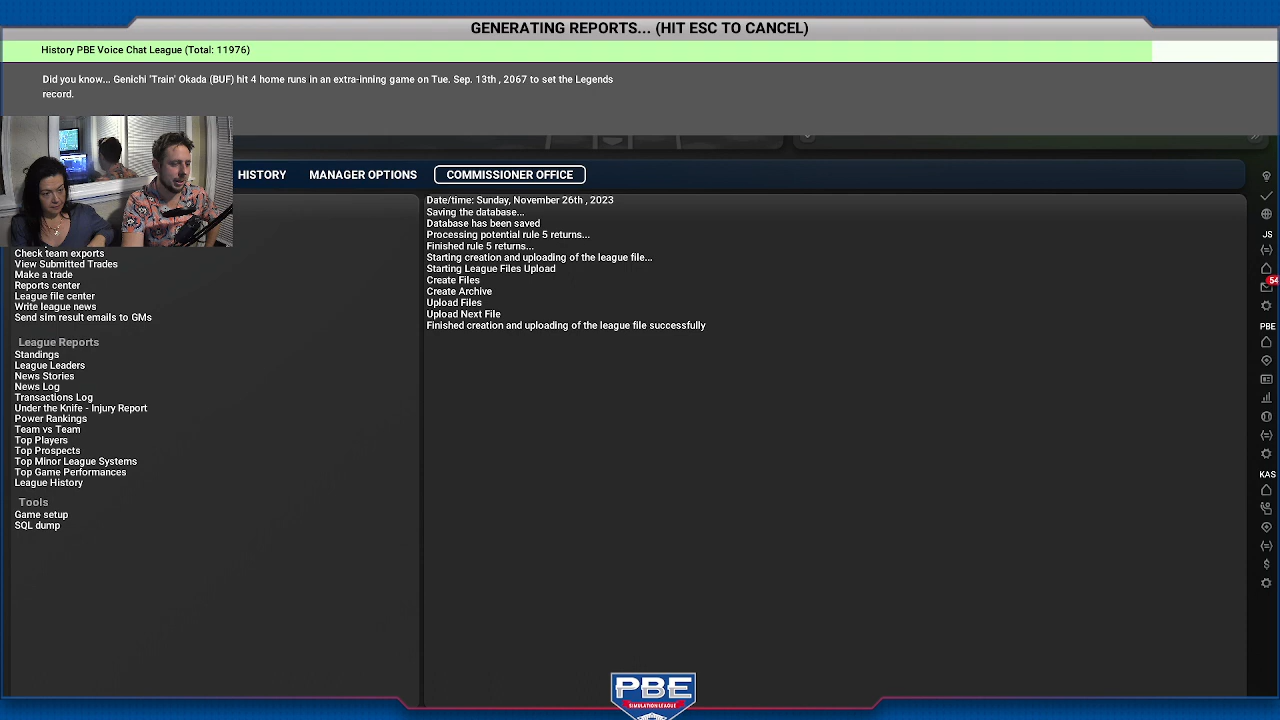 GENERATING REPORTS... (HIT ESC TO CANCEL)
History PBE Voice Chat League (Total: 11976)
Did you know... Genichi 'Train' Okada (BUF) hit 4 home runs in an extra-inning game on Tue. Sep. 13th , 2067 to set the Legends
record.
HISTORY
MANAGER OPTIONS
COMMISSIONER OFFICE
Check team exports
View Submitted Trades
Make a trade
Reports center
League file center
Write league news
Send sim result emails to GMs
League Reports
Standings
League Leaders
News Stories
News Log
Transactions Log
Under the Knife - Injury Report
Power Rankings
Team vs Team
Top Players
Top Prospects
Top Minor League Systems
Top Game Performances
League History
Tools
Game setup
SQL dump
Date/time: Sunday, November 26th , 2023
Saving the database...
Database has been saved
Processing potential rule 5 returns...
Finished rule 5 returns...
Starting creation and uploading of the league file...
Starting League Files Upload
Create Files
Create Archive
Upload Files
Upload Next File
Finished creation and uploading of the league file successfully
JS
54
PBE
KAS
PBE
SIMULATION LEAGUE